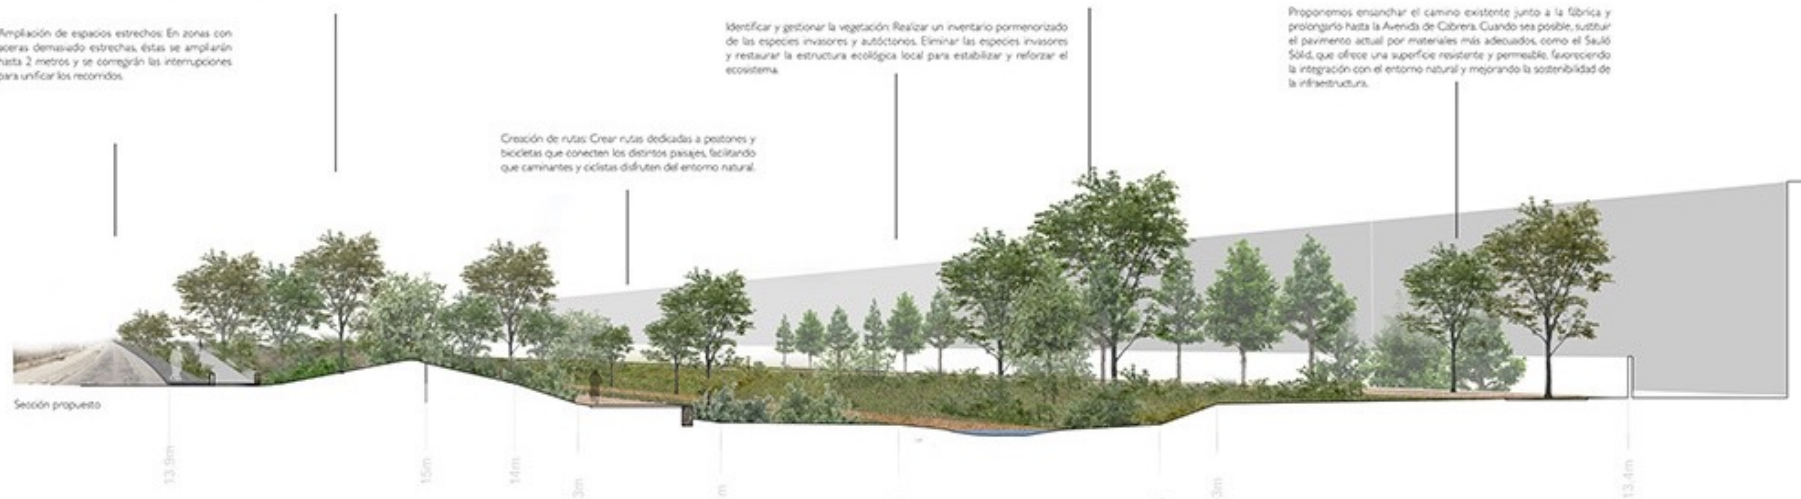 Ampliación de espacios estrechos: En zonas con
aceras demasiado estrechas, éstas se ampliarán
hasta 2 metros y se corregirán las interrupciones
para unificar los recorridos.
Creación de rutas: Crear rutas dedicadas a peatones y
bicicletas que conecten los distintos paisajes, facilitando
que caminantes y ciclistas disfruten del entorno natural.
Identificar y gestionar la vegetación: Realizar un inventario pormenorizado
de las especies invasores y autóctonos. Eliminar las especies invasores
y restaurar la estructura ecológica local para estabilizar y reforzar el
ecosistema.
Proponemos ensanchar el camino existente junto a la fábrica y
prolongarlo hasta la Avenida de Cabrera. Cuando sea posible, sustituir
el pavimento actual por materiales más adecuados, como el Sauló
Sólid, que ofrece una superficie resistente y permeable, favoreciendo
la integración con el entorno natural y mejorando la sostenibilidad de
la infraestructura.
Sección propuesto
13.9m
15m
14m
3m
m
3m
13.4m